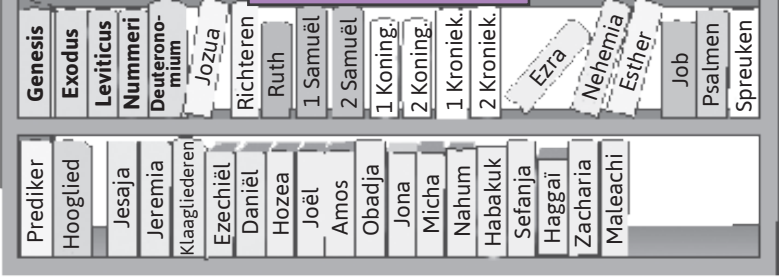 Genesis
Exodus
Leviticus
Nummeri
Deuterono-
mium
Jozua
Richteren
Ruth
1 Samuël
2 Samuël
1 Koning.
2 Koning.
1 Kroniek.
2 Kroniek.
Ezra
Nehemia
Esther
Job
Psalmen
Spreuken
Prediker
Hooglied
Jesaja
Jeremia
Klaagliederen
Ezechiël
Daniël
Hozea
Joël
Amos
Obadja
Jona
Micha
Nahum
Habakuk
Sefanja
Haggaï
Zacharia
Maleachi